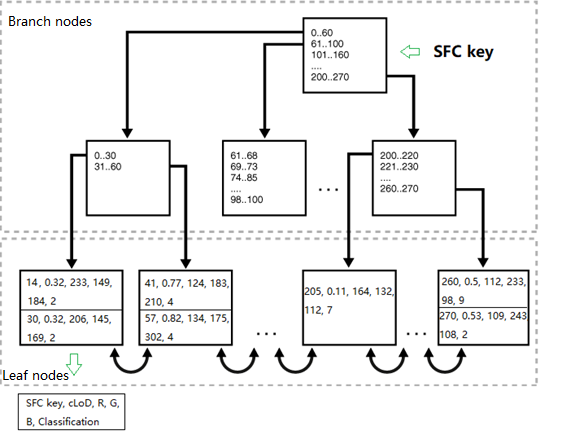 Branch nodes
0..60
61..100
101..160
....
200..270
SFC key
0..30
31..60
61..68
69..73
74..85
....
98..100
...
200..220
221..230
....
260..270
14, 0.32, 233, 149,
184, 2
30, 0.32, 206, 145,
169, 2
41, 0.77, 124, 183,
210, 4
57, 0.82, 134, 175,
302, 4
...
205, 0.11, 164, 132,
112, 7
...
260, 0.5, 112, 233,
98, 9
270, 0.53, 109, 243
108, 2
Leaf nodes
SFC key, cLoD, R, G,
B, Classification